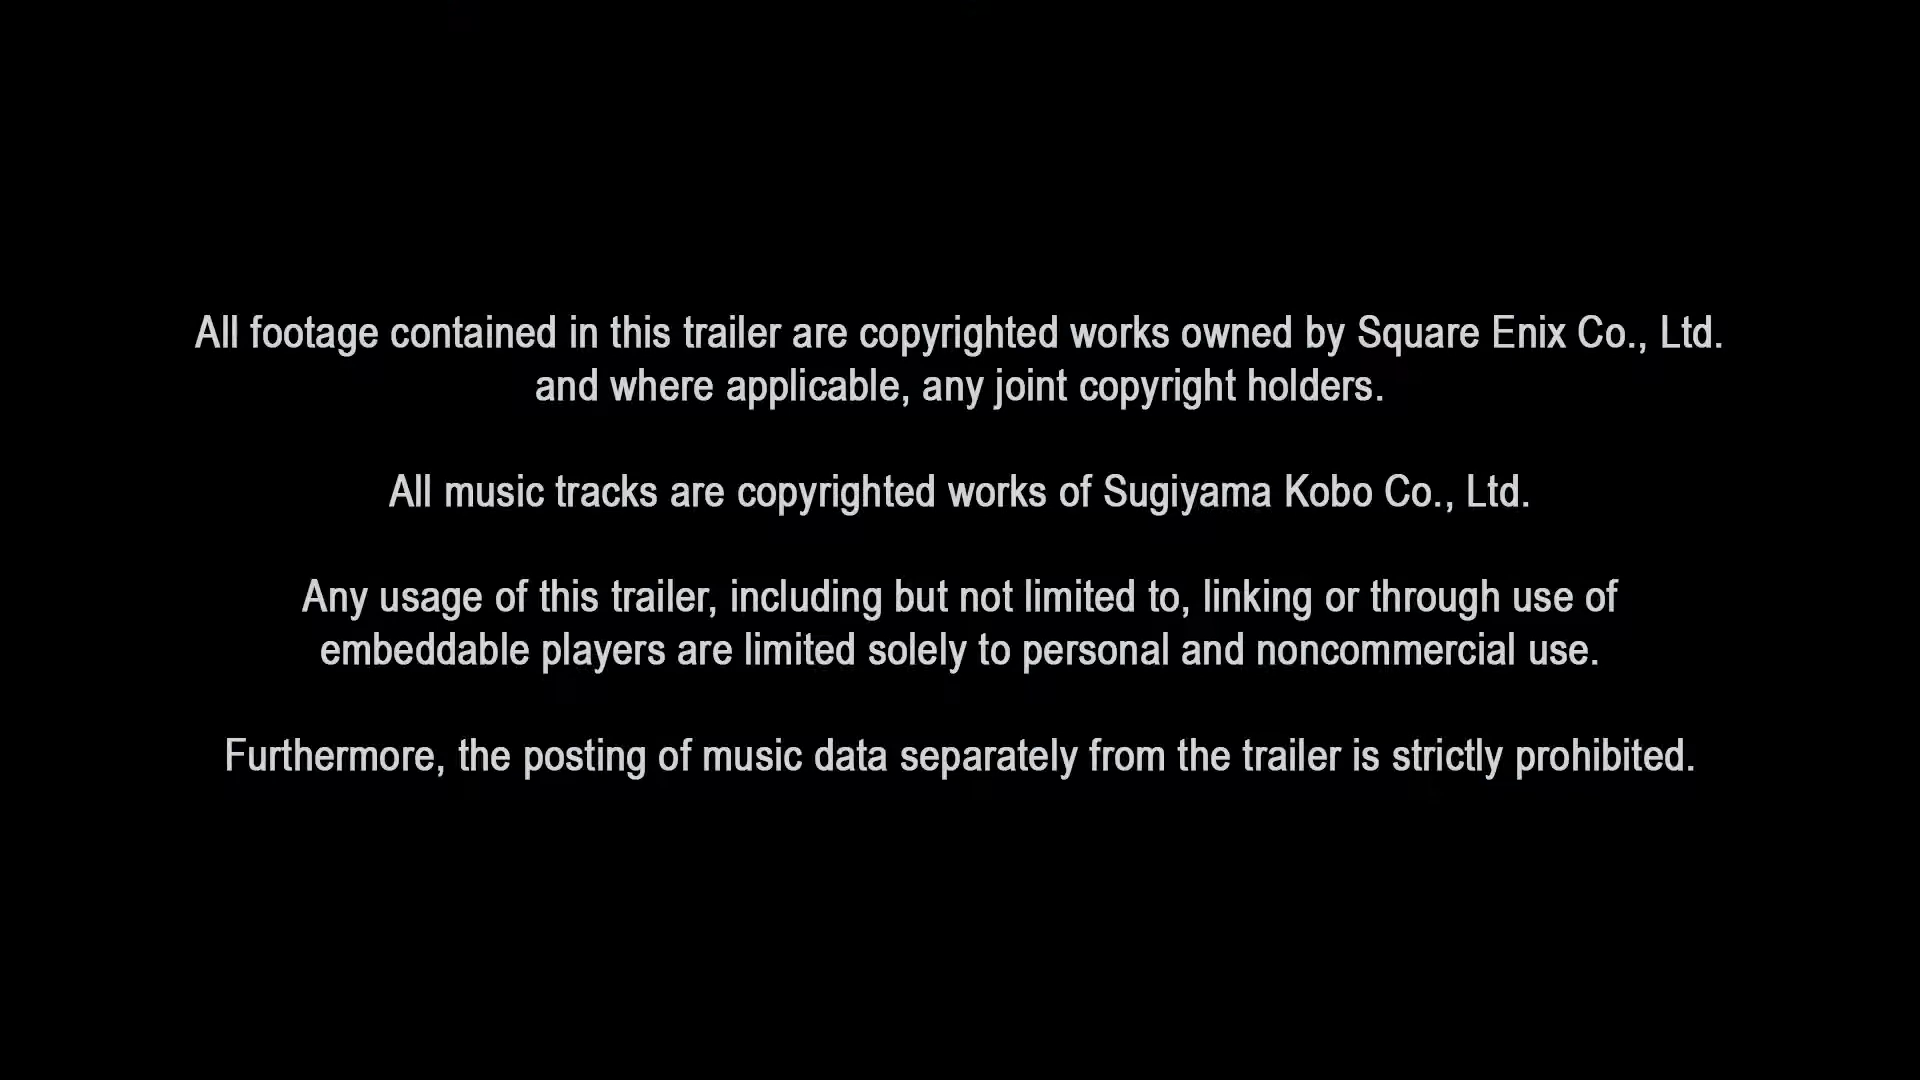 All footage contained in this trailer are copyrighted works owned by Square Enix Co., Ltd.
and where applicable, any joint copyright holders.
All music tracks are copyrighted works of Sugiyama Kobo Co., Ltd.
Any usage of this trailer, including but not limited to, linking or through use of
embeddable players are limited solely to personal and noncommercial use.
Furthermore, the posting of music data separately from the trailer is strictly prohibited.